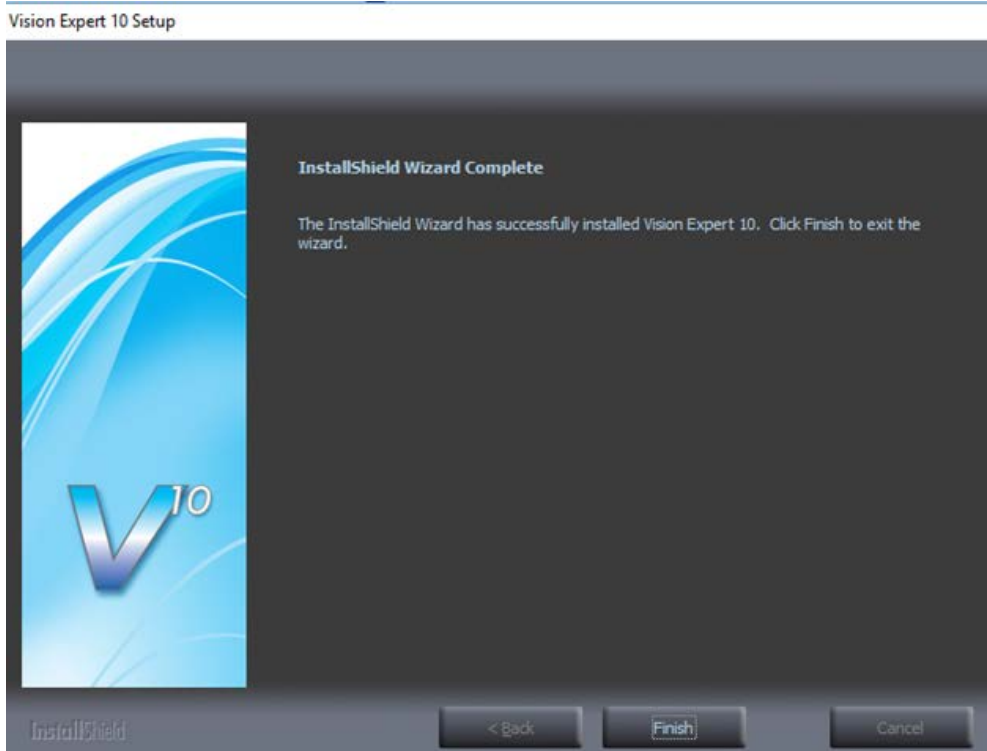 Vision Expert 10 Setup
InstallShield Wizard Complete
The InstallShield Wizard has successfully installed Vision Expert 10.  Click Finish to exit the
wizard.
V10
InstallShield
< Back
Finish
Cancel